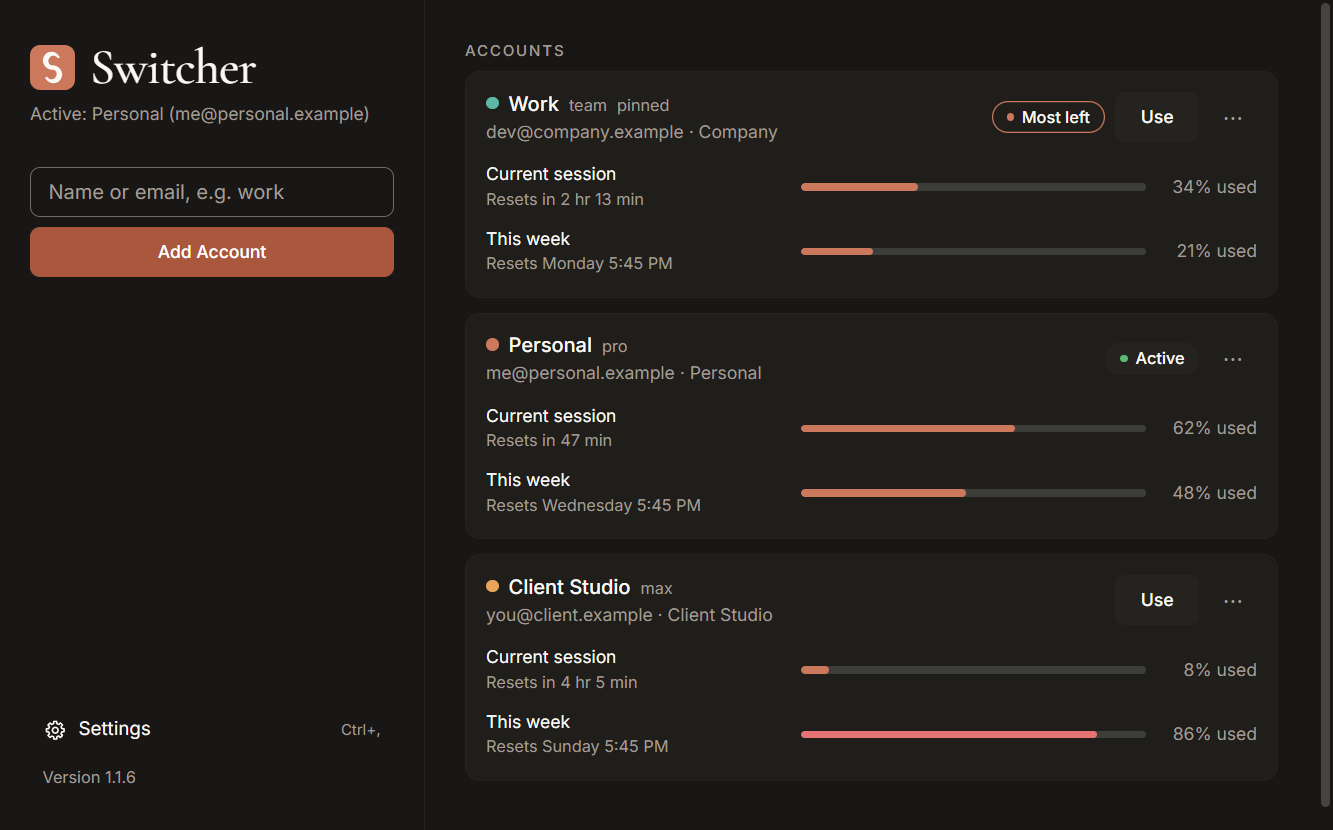 S Switcher
Active: Personal (me@personal.example)
Name or email, e.g. work
Add Account
Settings Ctrl+,
Version 1.1.6
ACCOUNTS
Work team pinned
dev@company.example · Company
Most left Use ...
Current session
Resets in 2 hr 13 min
34% used
This week
Resets Monday 5:45 PM
21% used
Personal pro
me@personal.example · Personal
Active ...
Current session
Resets in 47 min
62% used
This week
Resets Wednesday 5:45 PM
48% used
Client Studio max
you@client.example · Client Studio
Use ...
Current session
Resets in 4 hr 5 min
8% used
This week
Resets Sunday 5:45 PM
86% used